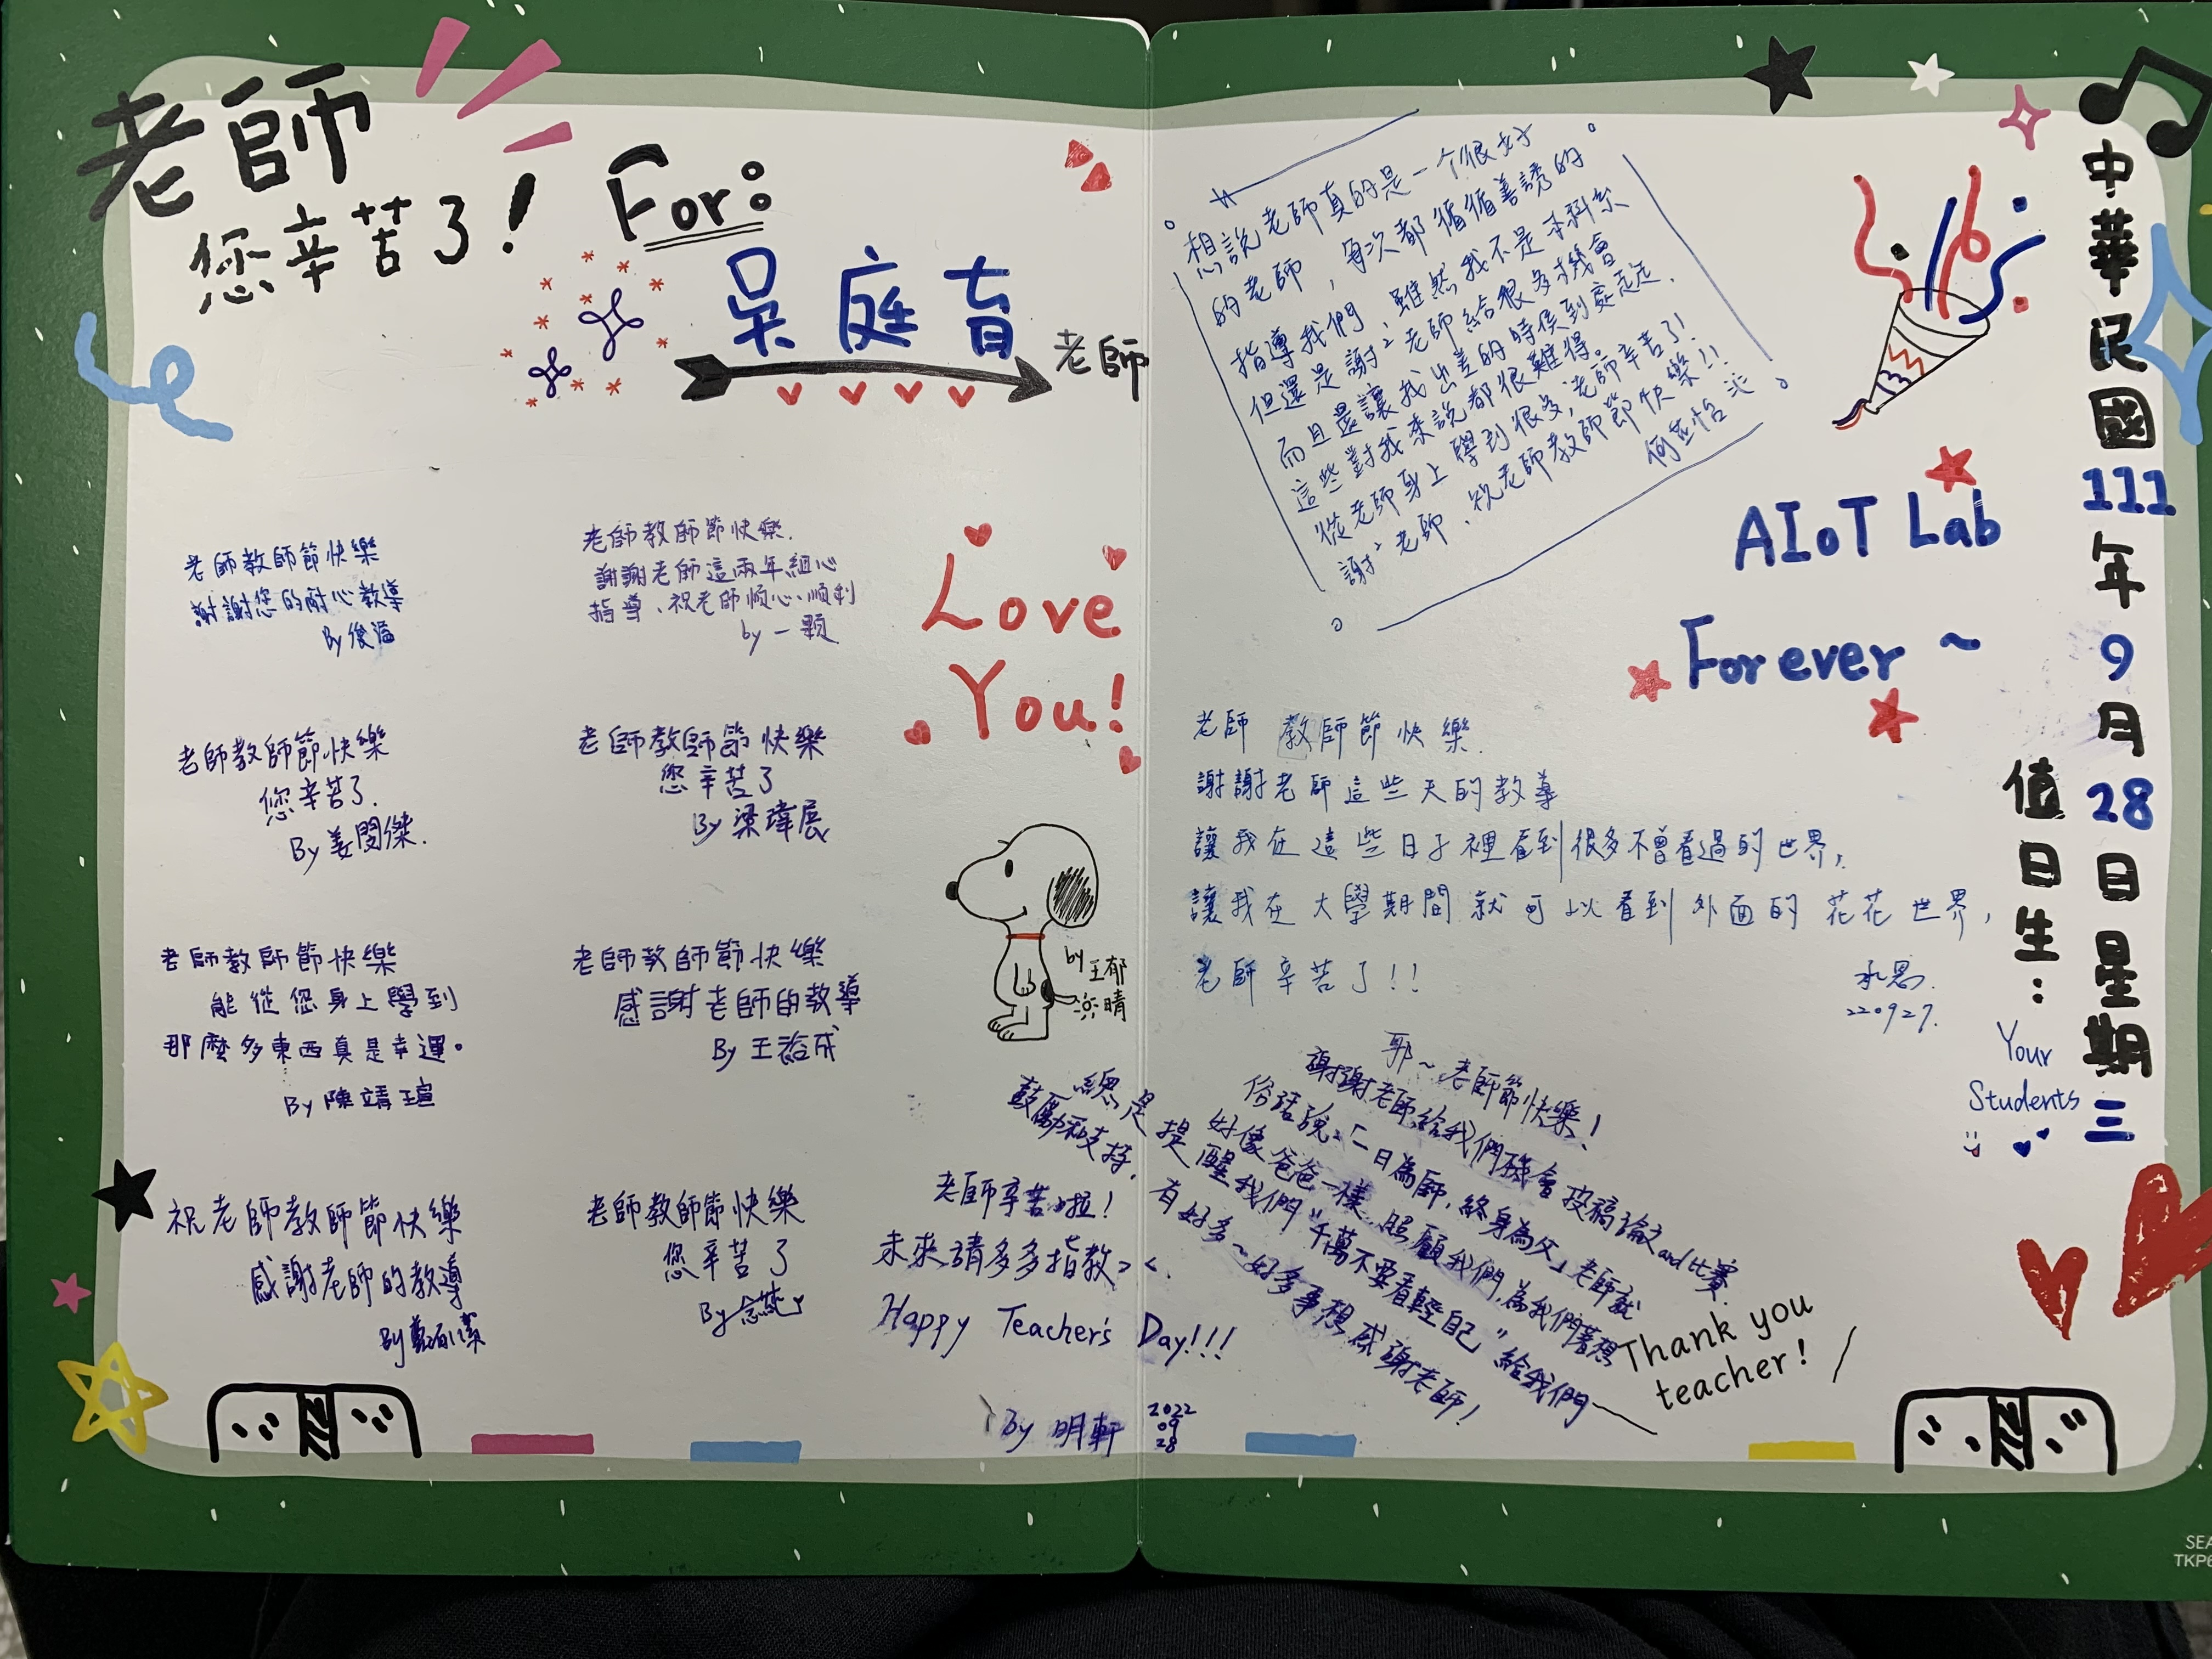 老師
您辛苦了!
For:
吳庭育
老師
老師教師節快樂
謝謝您的耐心教導
By
老師教師節快樂.
謝謝老師這兩年細心
指導、祝老師順心、順利
by 一顆
Love
You!
老師教師節快樂
您辛苦了.
By 姜閔傑.
老師教師節快樂
您辛苦了
By 梁瑋展
老師教師節快樂
能從您身上學到
那麼多東西真是幸運。
By 陳靖瑄
老師教師節快樂
感謝老師的教導
By 王裕成
by 王郁
晴
祝老師教師節快樂
感謝老師的教導
By
老師教師節快樂
您辛苦了
By
想說老師真的是一个很好
的老師，每次都循循善誘的
指導我們，雖然我不是本科系
但還是謝²老師給很多機會
而且還讓我出差的時侯到處走走.
這些對我來說都很難得。
從老師身上學到很多,老師辛苦了!
謝²老師、祝老師教師節快樂!!
何芷怡
AIoT Lab
Forever ~
老師 教師節快樂.
謝謝老師這些天的教導
讓我在這些日子裡看到很多不曾看過的世界,
讓我在大學期間就可以看到外面的花花世界,
老師辛苦了!!
承恩.
220927.
耶~老師節快樂!
謝謝老師給我們機會投稿論文and比賽
俗話說:「一日為師,終身為父」老師就
好像爸爸一樣 照顧我們,為我們著想
總是提醒我們"千萬不要看輕自己"給我們
鼓勵和支持. 有好多~好多事想感謝老師!
老師辛苦啦!
未來請多多指教> <.
Happy Teacher's Day!!!
By 明軒
2022
09
28
Thank you
teacher!
中華民國111年9月28日星期三
值日生:
Your
Students
SEA
TKP6